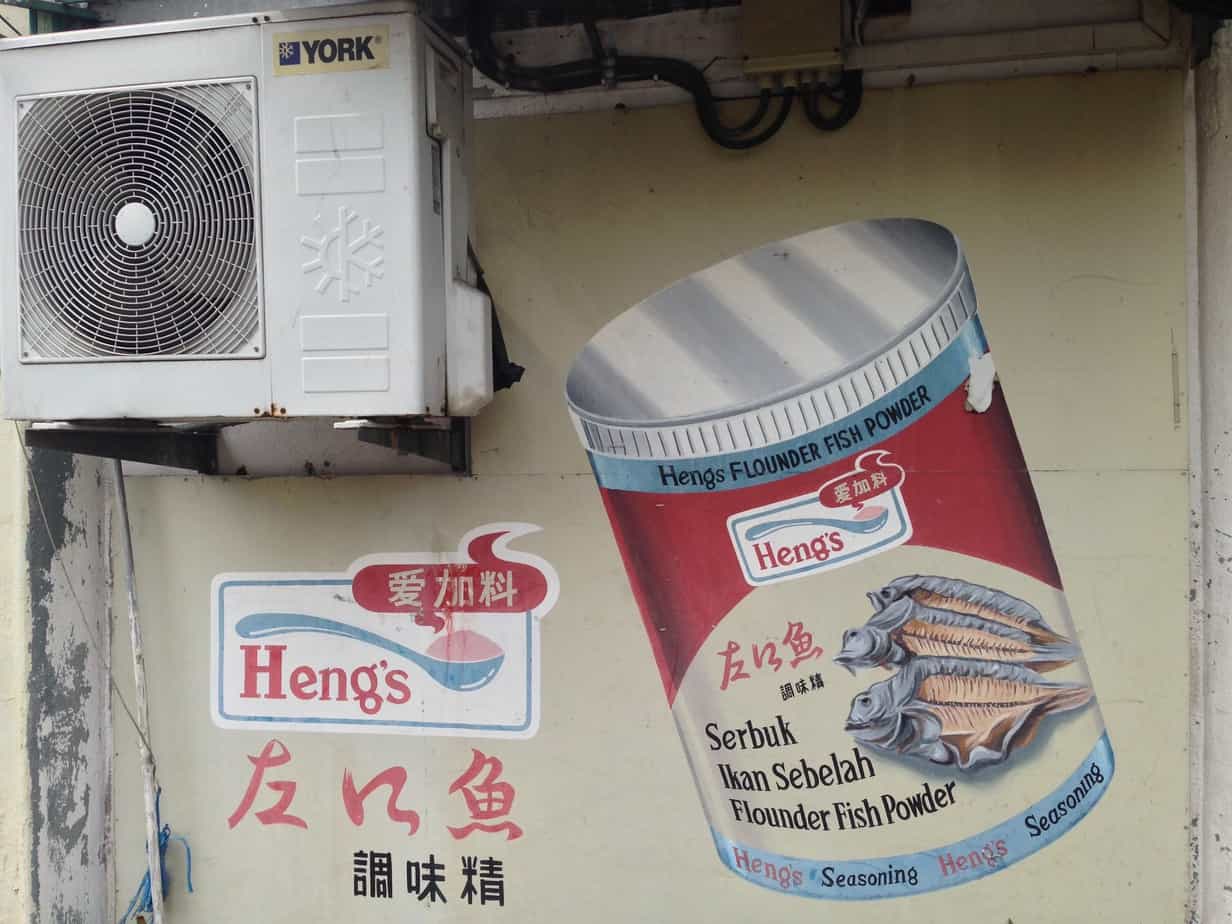 YORK
爱加料
Heng's
左口魚
調味精
Hengs FLOUNDER FISH POWDER
爱加料
Heng's
左口魚
調味精
Serbuk
Ikan Sebelah
Flounder Fish Powder
Heng's Seasoning Heng's Seasoning